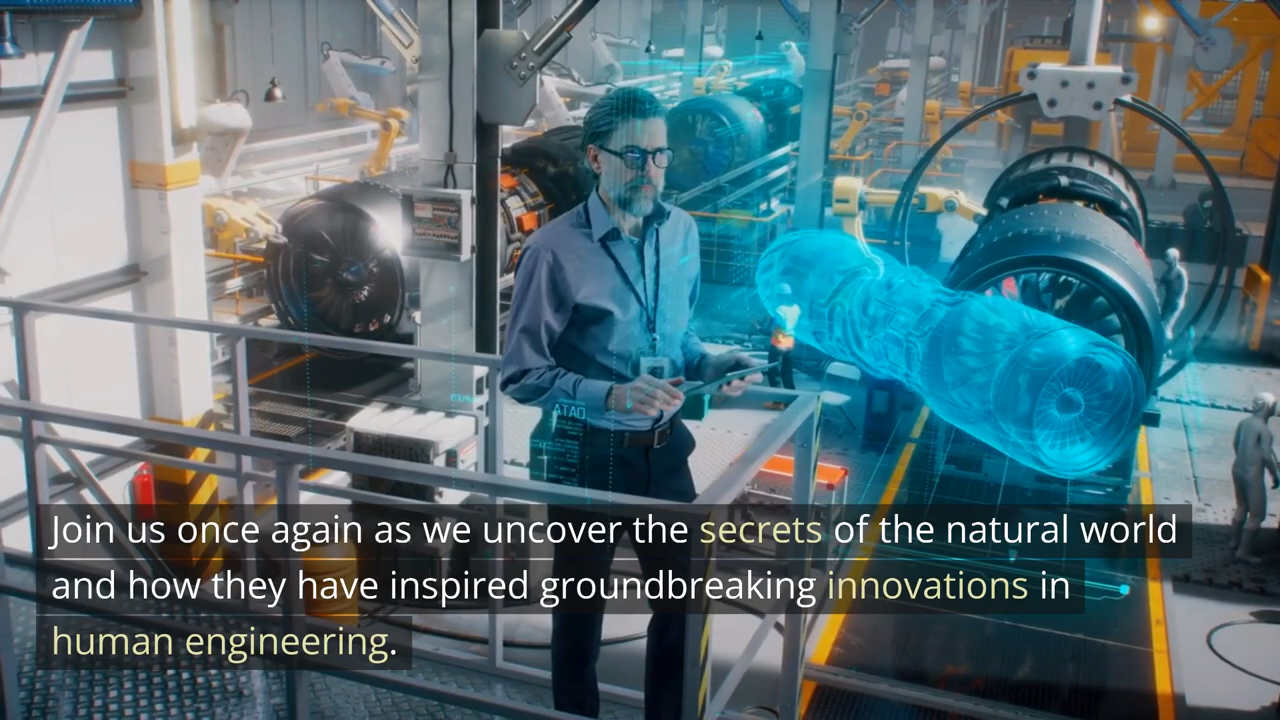 DATA
Join us once again as we uncover the secrets of the natural world
and how they have inspired groundbreaking innovations in
human engineering.